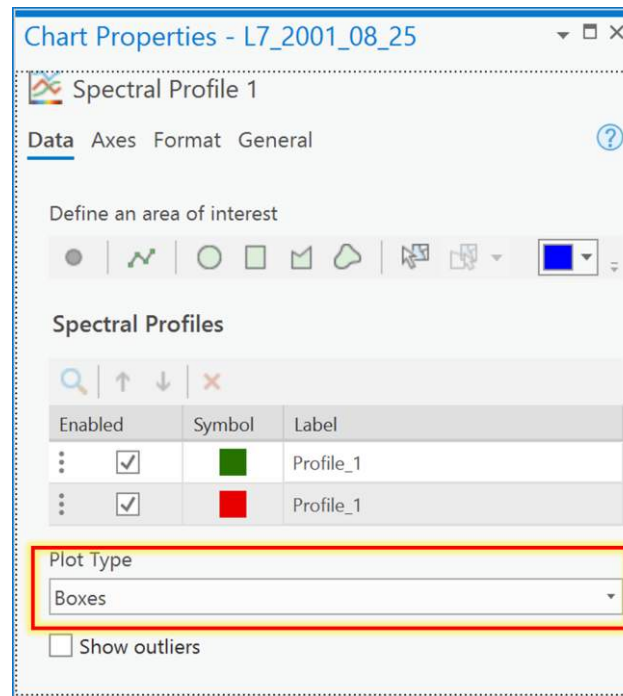 Chart Properties - L7_2001_08_25
Spectral Profile 1
Data Axes Format General
?
Define an area of interest
Spectral Profiles
Enabled Symbol Label
Profile_1
Profile_1
Plot Type
Boxes
Show outliers